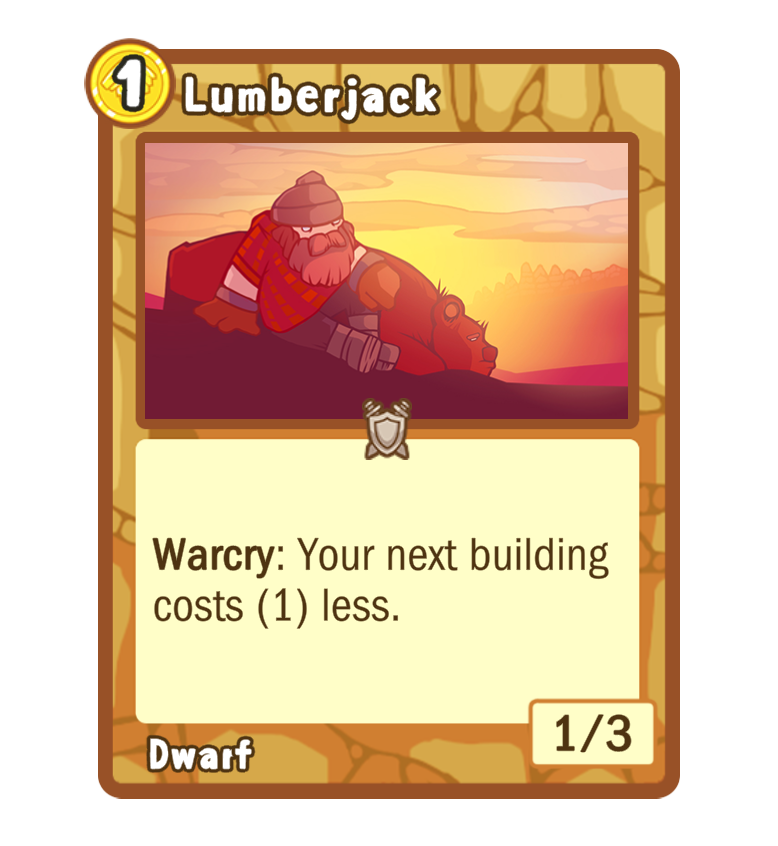 1
Lumberjack
Warcry: Your next building
costs (1) less.
1/3
Dwarf